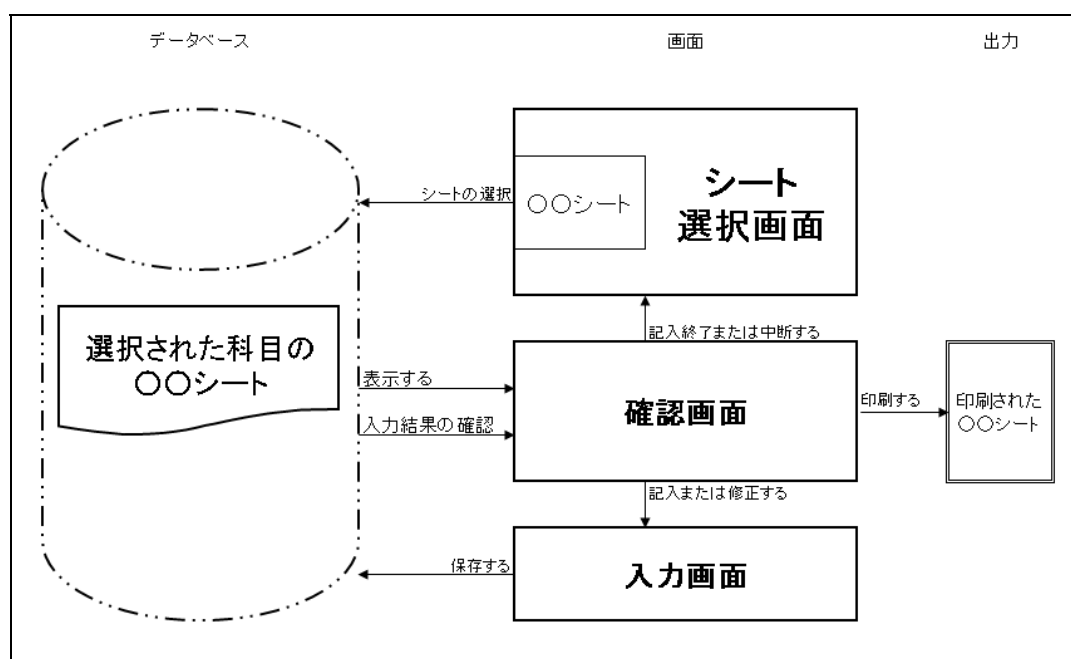 データベース
画面
出力
シートの選択
〇〇シート
シート
選択画面
選択された科目の
〇〇シート
記入終了または中断する
表示する
入力結果の確認
確認画面
印刷する
印刷された
〇〇シート
記入または修正する
保存する
入力画面